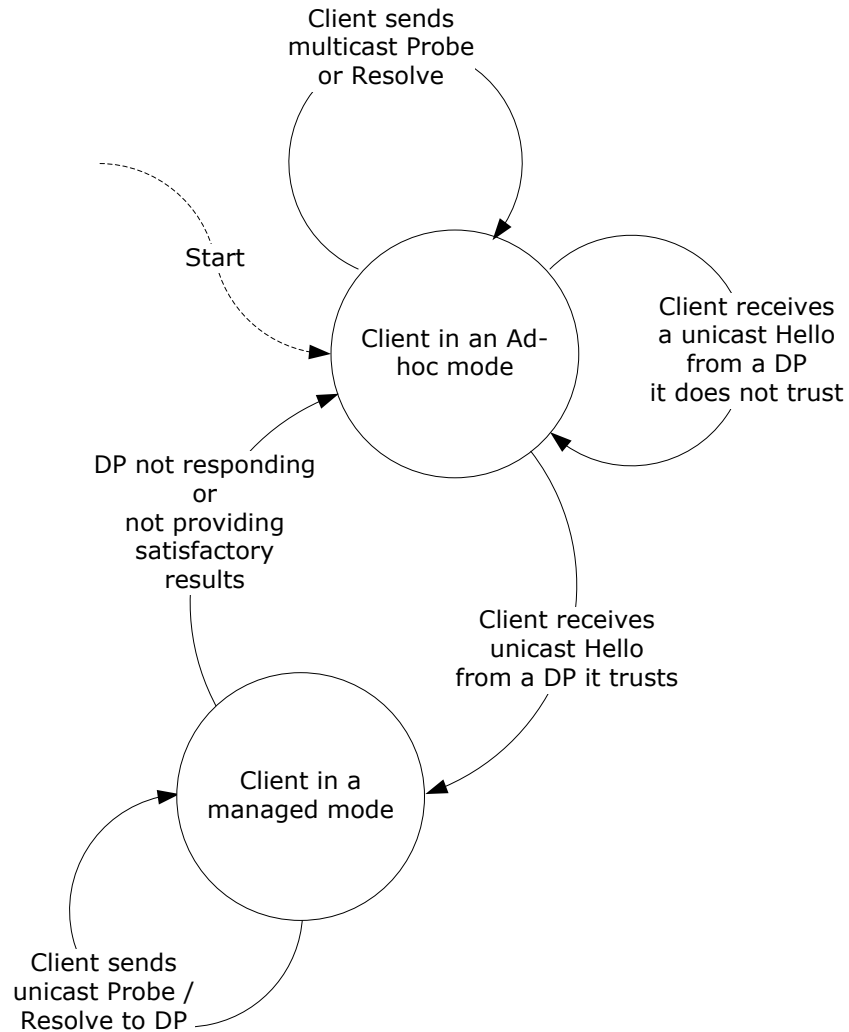 Client sends
multicast Probe
or Resolve
Start
Client in an Ad-
hoc mode
Client receives
a unicast Hello
from a DP
it does not trust
DP not responding
or
not providing
satisfactory
results
Client receives
unicast Hello
from a DP it trusts
Client in a
managed mode
Client sends
unicast Probe /
Resolve to DP